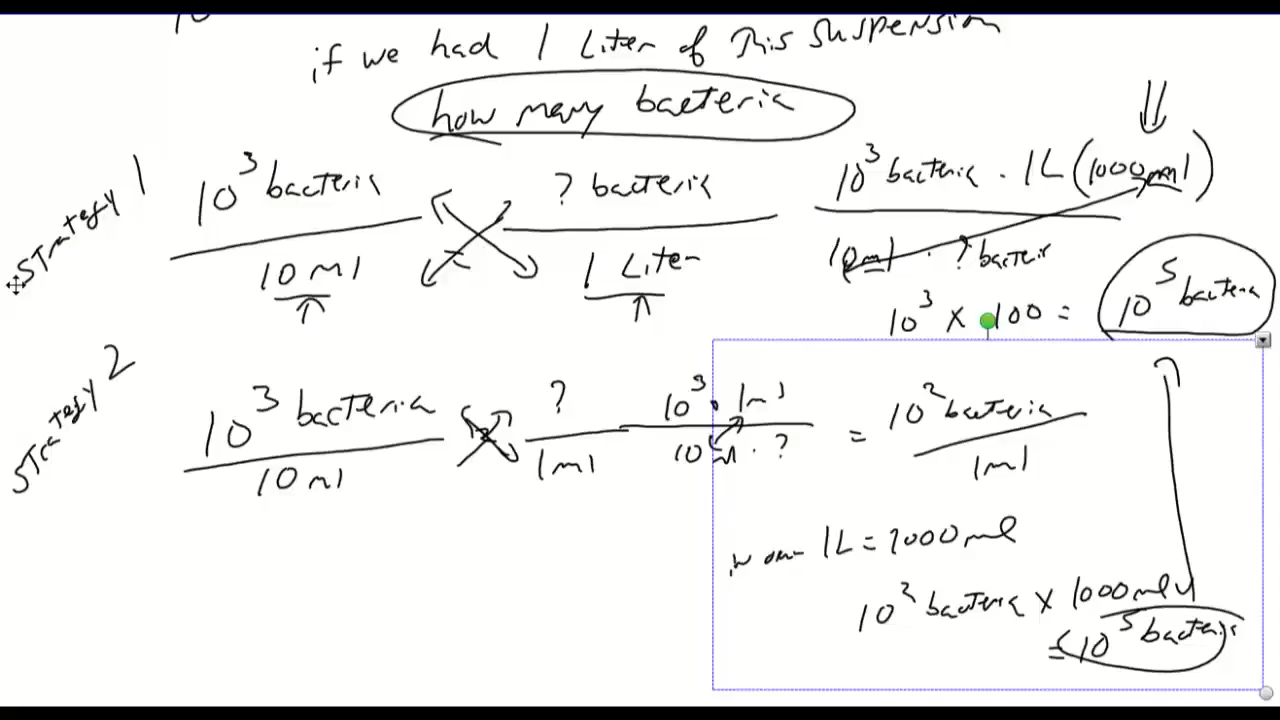 10
if we had 1 Liter of this suspension
how many bacteria
Strategy 1
10^3 bacteria / 10 ml
? bacteria / 1 Liter
10^3 bacteria · 1L (1000 ml) / 10 ml · ? bacteria
10^3 x 100 = 10^5 bacteria
Strategy 2
10^3 bacteria / 10 ml
? / 1 ml
10^3 · 1 ml / 10 ml · ? = 10^2 bacteria / 1 ml
1L = 1000 ml
10^2 bacteria x 1000 ml
= 10^5 bacteria